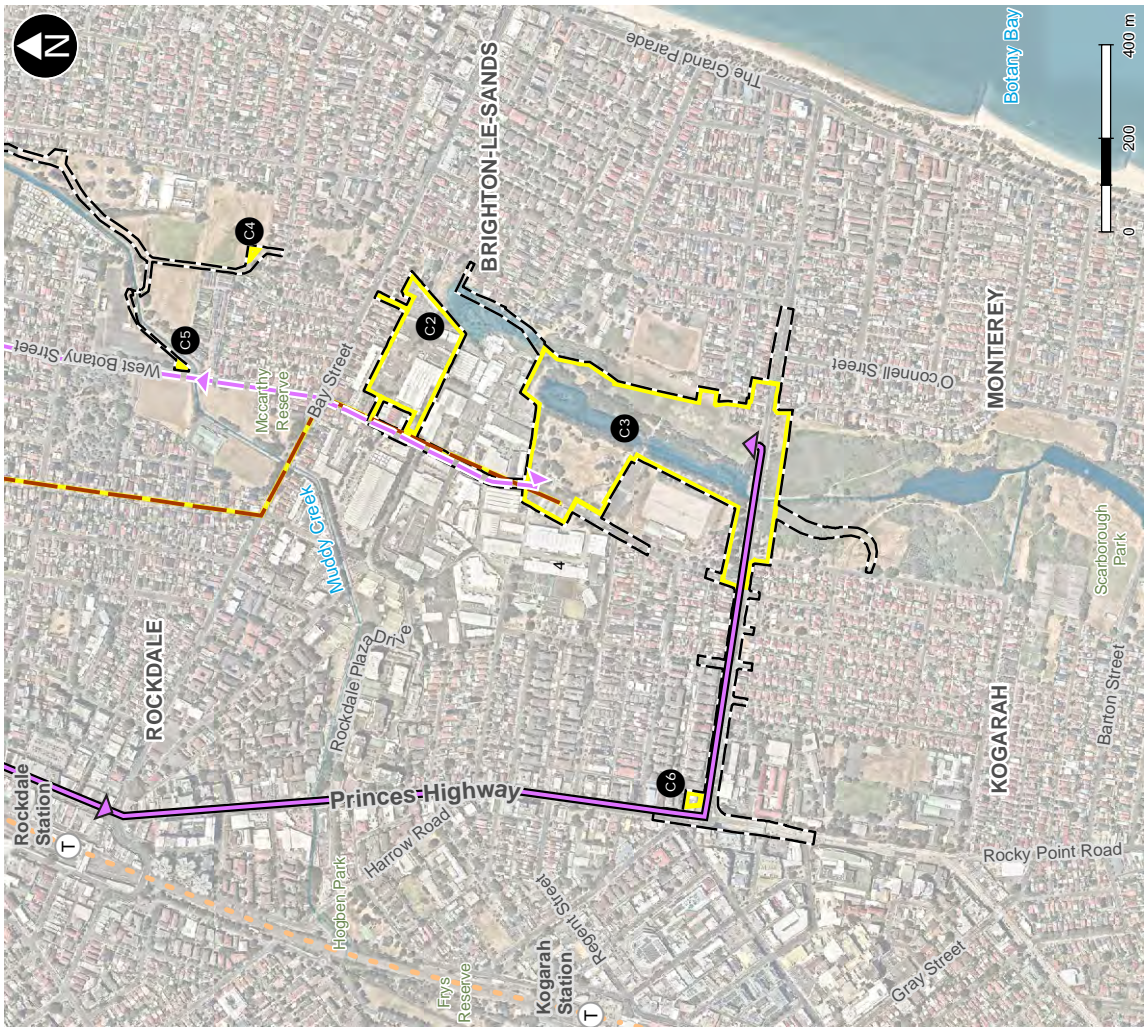 N
The Grand Parade
Botany Bay
400 m
200
0
BRIGHTON-LE-SANDS
C4
C5
West Botany Street
Mccarthy
Reserve
Bay Street
C2
C3
O'connell Street
MONTEREY
Muddy Creek
4
Scarborough
Park
ROCKDALE
Rockdale Plaza
Drive
Rockdale
Station
T
Princes Highway
C6
KOGARAH
Barton Street
Hogben Park
Harrow Road
Rocky Point Road
Regent Street
Frys
Reserve
Kogarah
Station
T
Gray Street